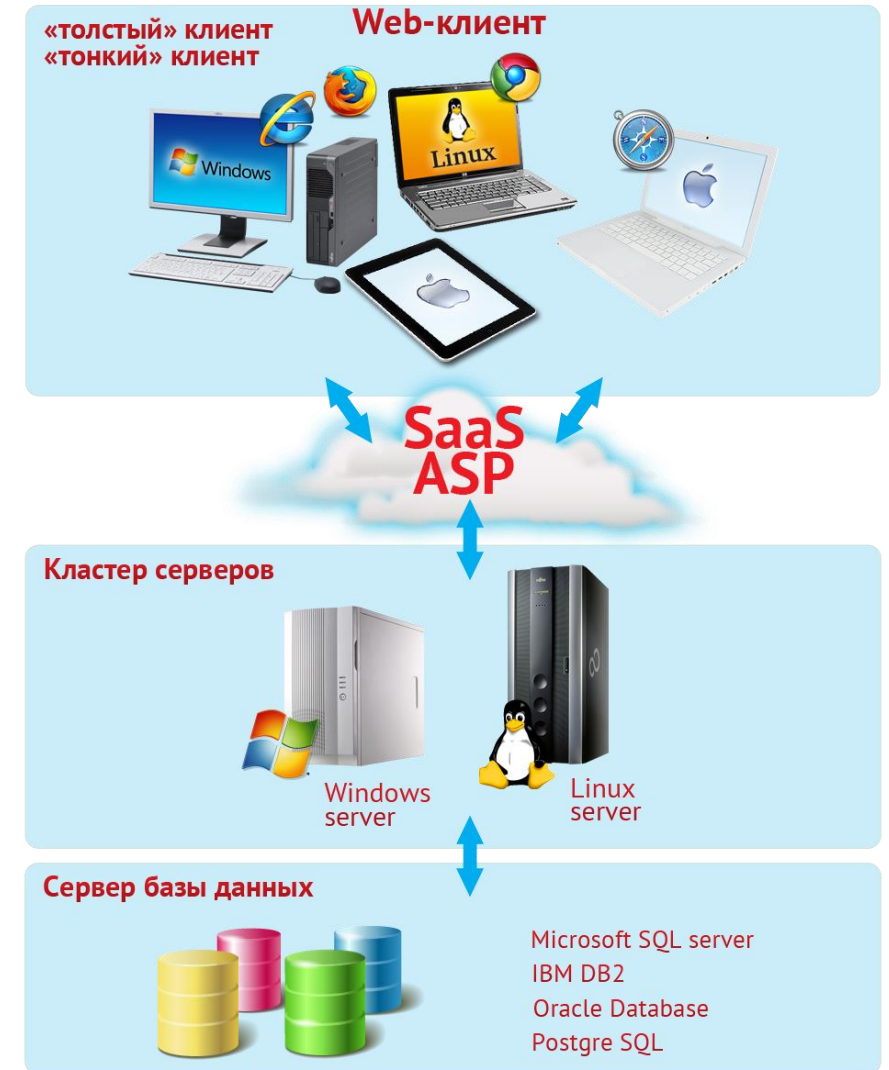 «толстый» клиент
«тонкий» клиент
Web-клиент
Windows
Linux
SaaS
ASP
Кластер серверов
Windows
server
Linux
server
Сервер базы данных
Microsoft SQL server
IBM DB2
Oracle Database
Postgre SQL